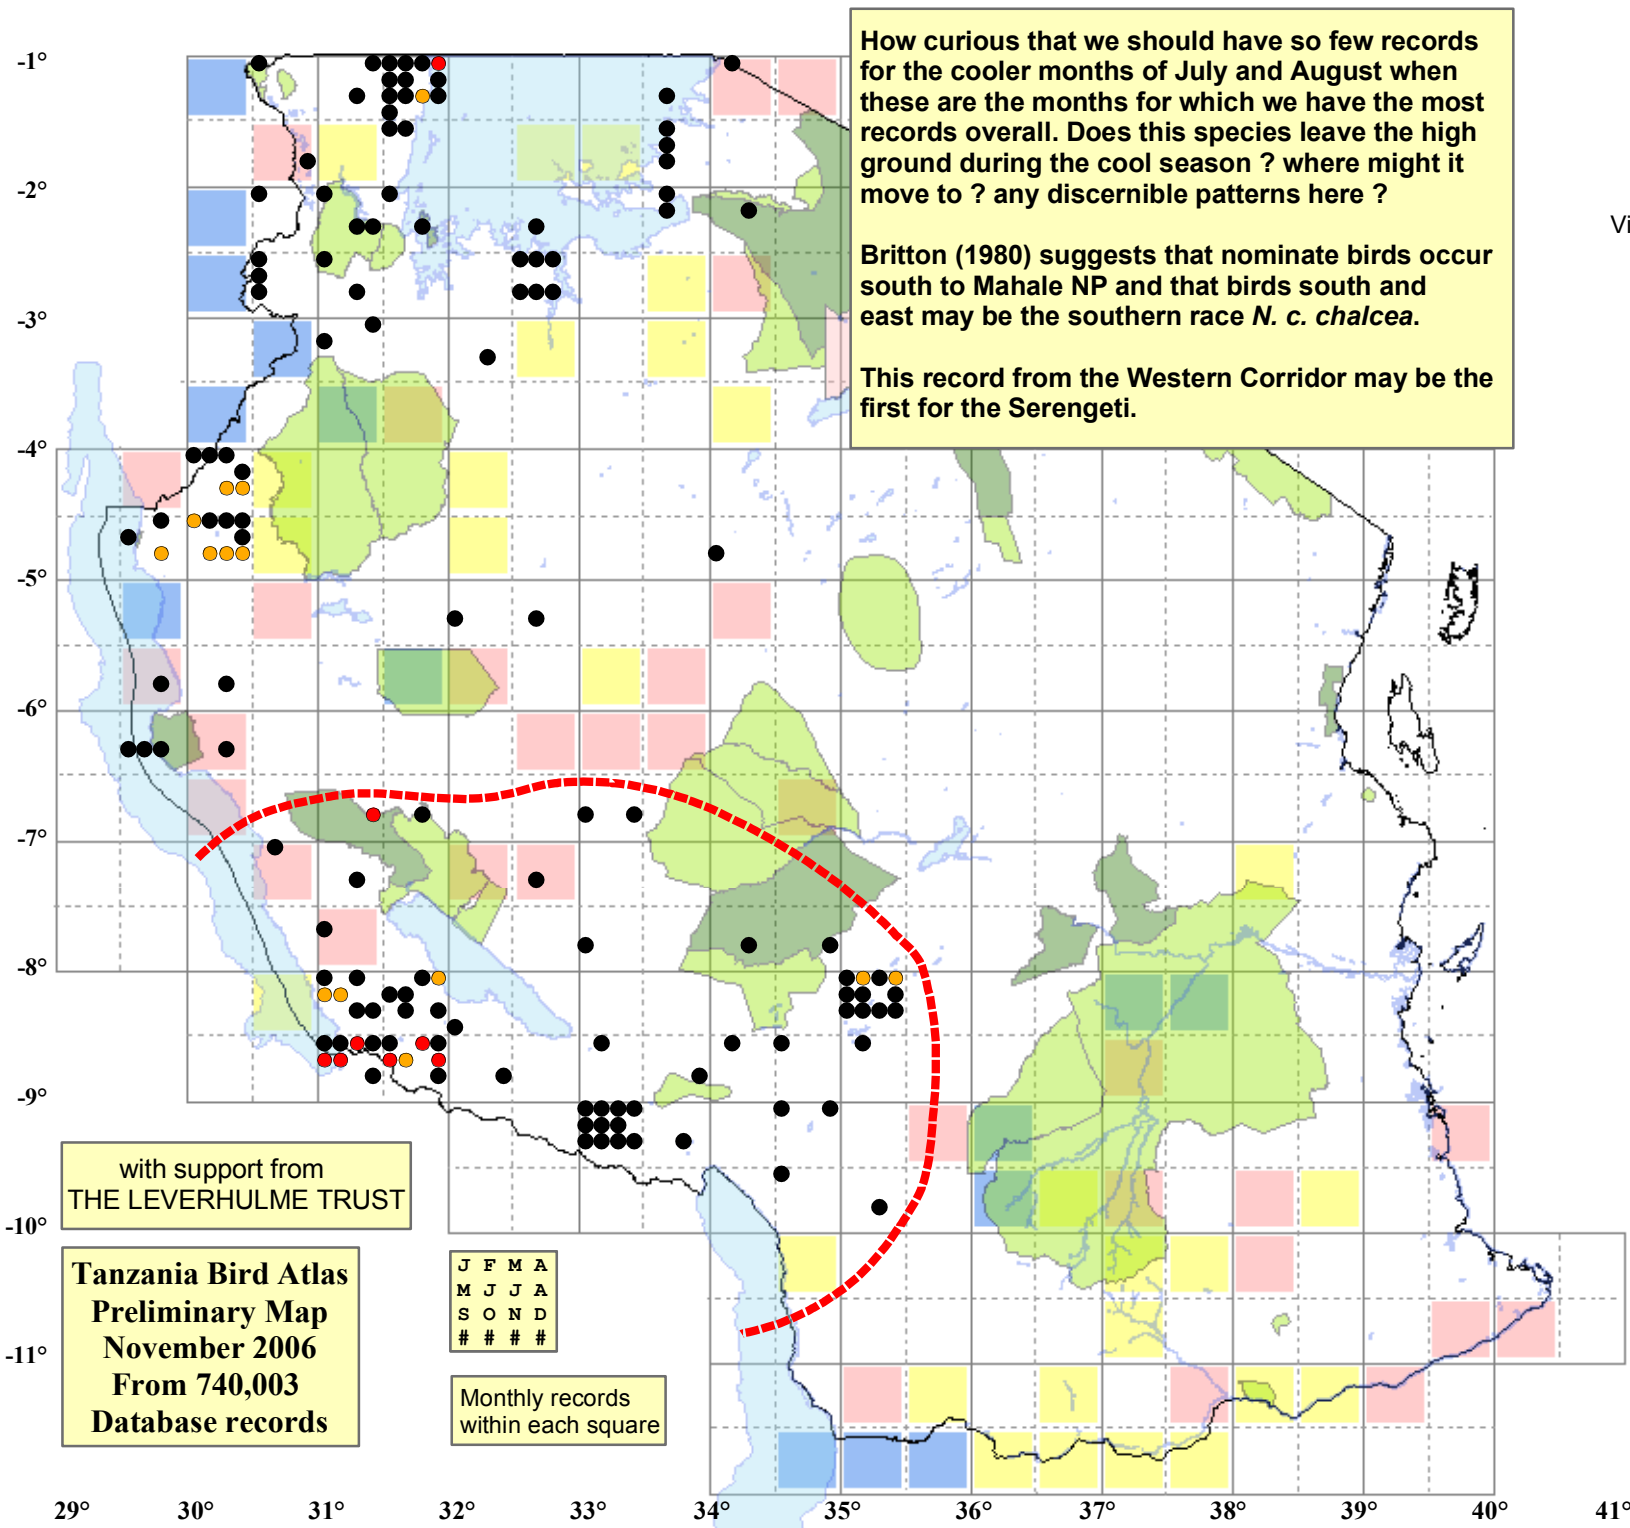 How curious that we should have so few records
for the cooler months of July and August when
these are the months for which we have the most
records overall. Does this species leave the high
ground during the cool season ? where might it
move to ? any discernible patterns here ?
Britton (1980) suggests that nominate birds occur
south to Mahale NP and that birds south and
east may be the southern race N. c. chalcea.
This record from the Western Corridor may be the
first for the Serengeti.
Vi
-1°
-2°
-3°
-4°
-5°
-6°
-7°
-8°
-9°
-10°
-11°
with support from
THE LEVERHULME TRUST
Tanzania Bird Atlas
Preliminary Map
November 2006
From 740,003
Database records
J F M A
M J J A
S O N D
# # # #
Monthly records
within each square
29° 30° 31° 32° 33° 34° 35° 36° 37° 38° 39° 40° 41°